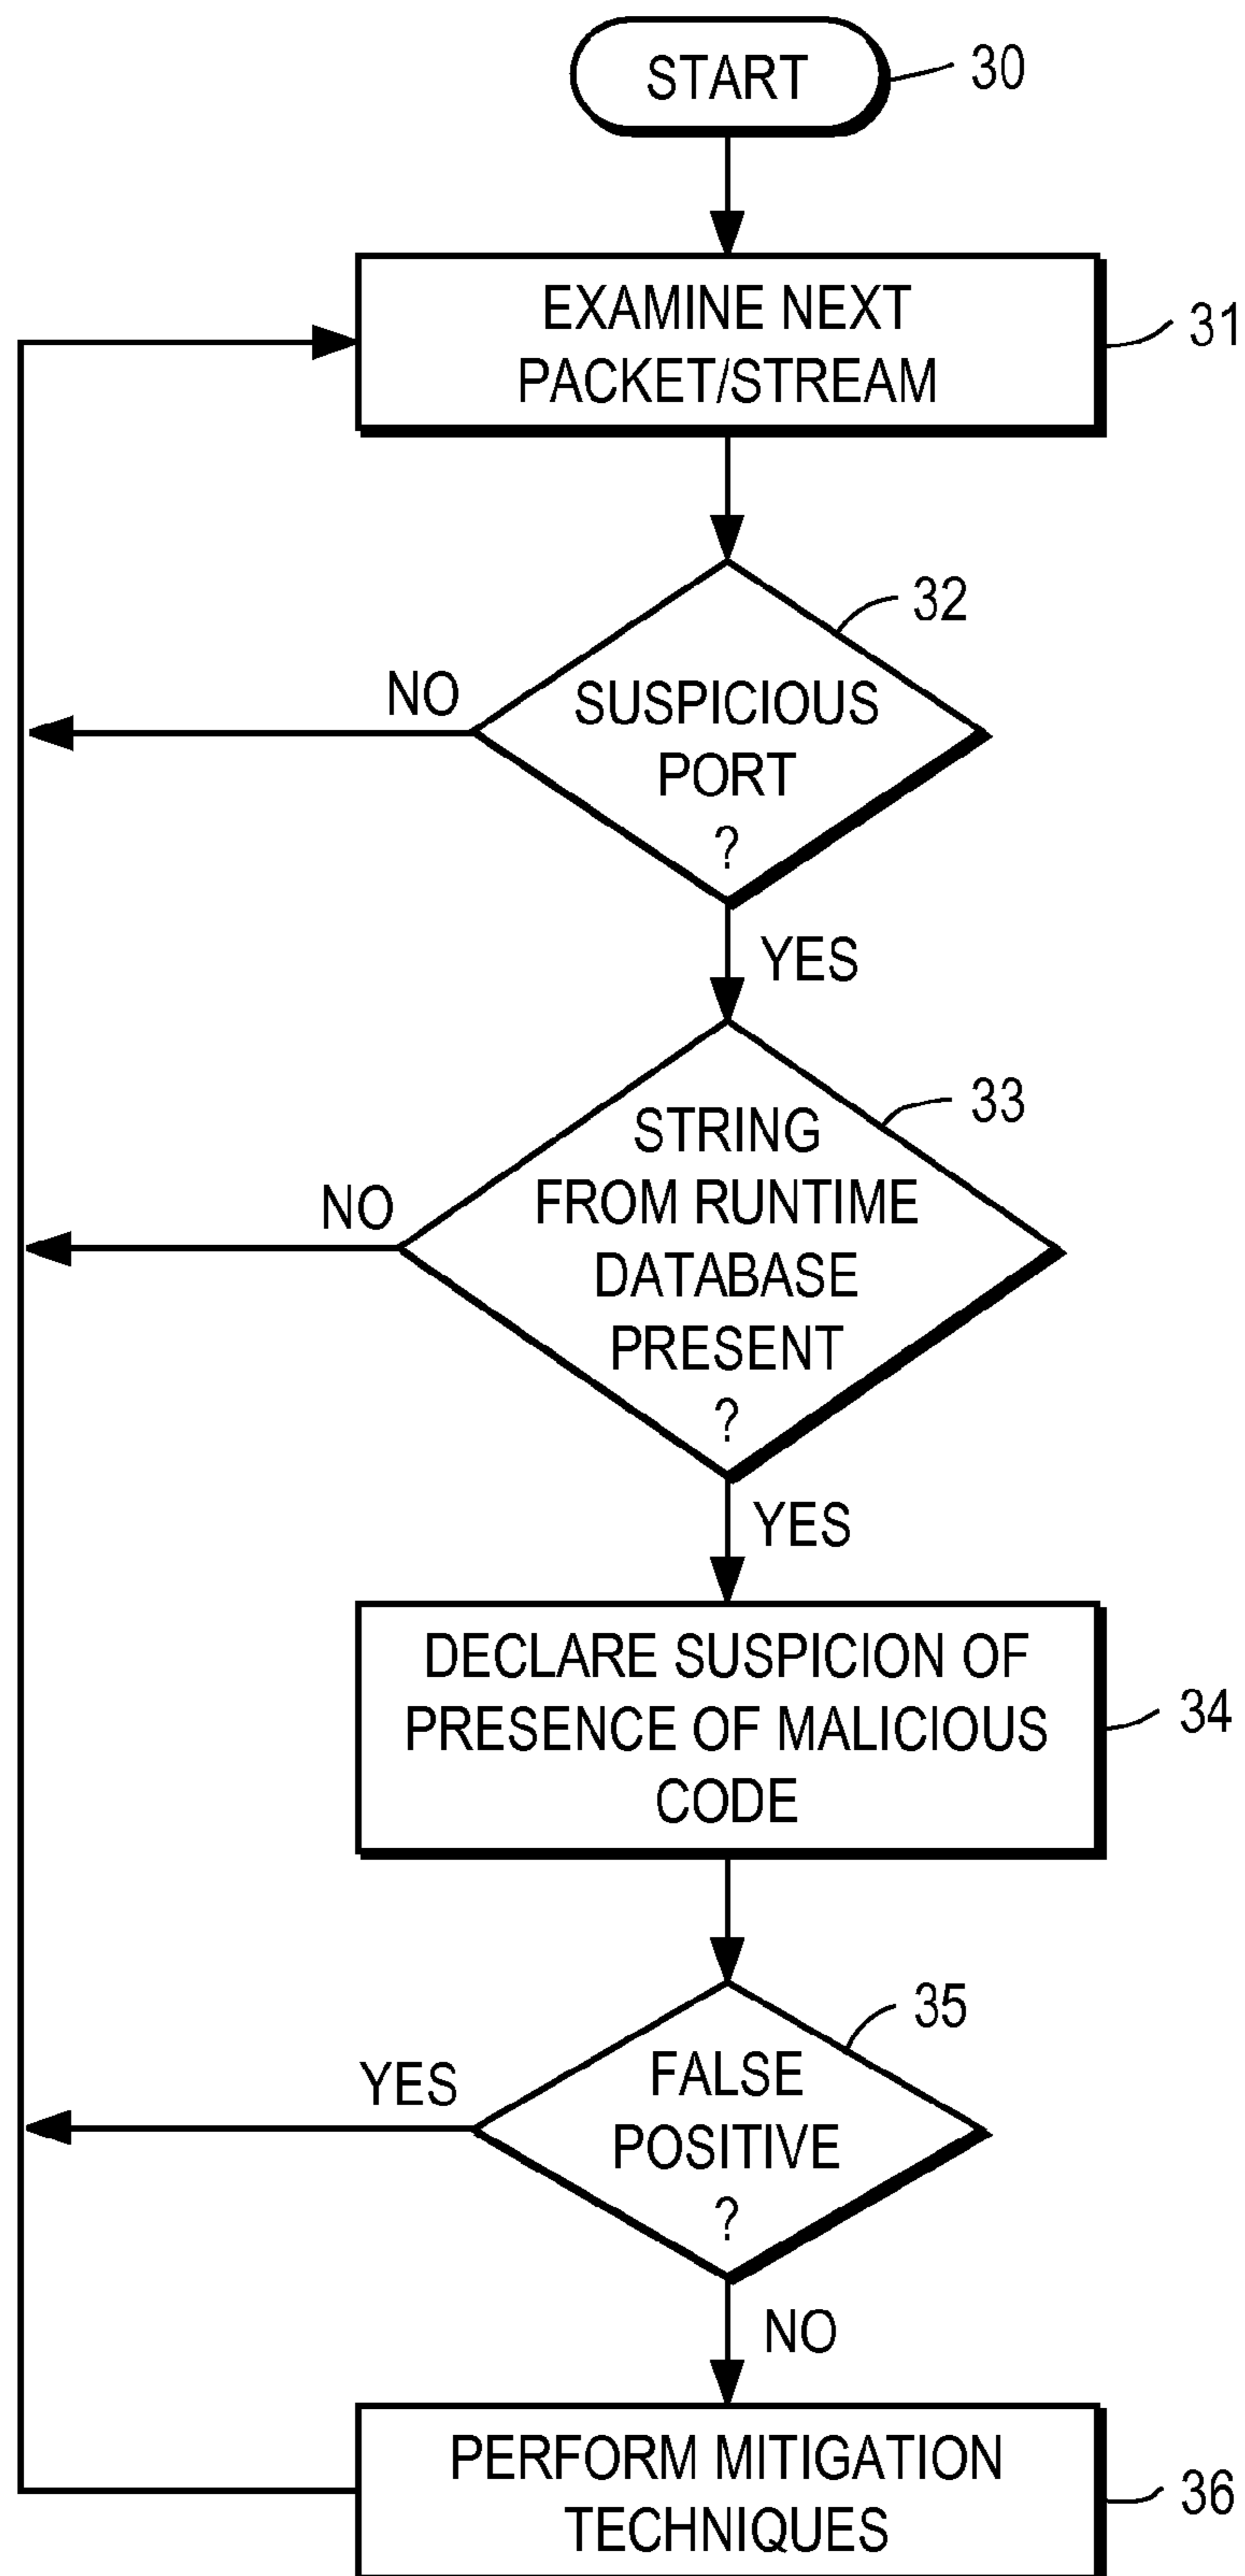 START
30
EXAMINE NEXT
PACKET/STREAM
31
32
NO
SUSPICIOUS
PORT
?
YES
33
STRING
FROM RUNTIME
DATABASE
PRESENT
?
NO
YES
DECLARE SUSPICION OF
PRESENCE OF MALICIOUS
CODE
34
35
YES
FALSE
POSITIVE
?
NO
PERFORM MITIGATION
TECHNIQUES
36